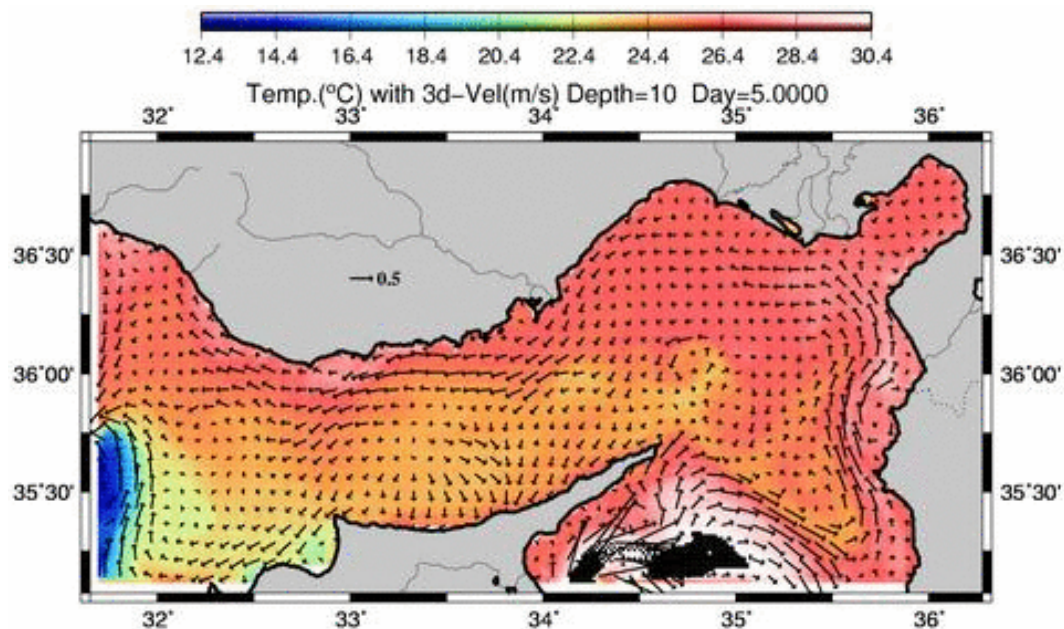 12.4 14.4 16.4 18.4 20.4 22.4 24.4 26.4 28.4 30.4
Temp.(°C) with 3d-Vel(m/s) Depth=10 Day=5.0000
32° 33° 34° 35° 36°
36°30' 36°30'
0.5
36°00' 36°00'
35°30' 35°30'
32° 33° 34° 35° 36°